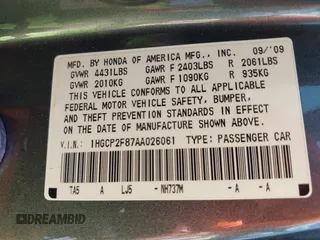 MFD. BY HONDA OF AMERICA MFG., INC. 09/'09
GVWR 4431LBS GAWR F 2403LBS R 2061LBS
GVWR 2010KG GAWR F 1090KG R 935KG
THIS VEHICLE CONFORMS TO ALL APPLICABLE
FEDERAL MOTOR VEHICLE SAFETY, BUMPER,
AND THEFT PREVENTION STANDARDS IN EFFECT
ON THE DATE OF MANUFACTURE SHOWN ABOVE.
V.I.N: 1HGCP2F87AA026061 TYPE: PASSENGER CAR
TA5 A LJ5 - NH737M - A - A
DREAMBID